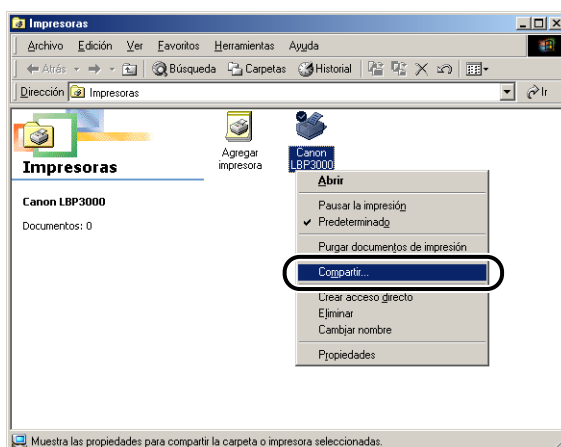 Impresoras
Archivo Edición Ver Favoritos Herramientas Ayuda
Atrás Búsqueda Carpetas Historial
Dirección Impresoras Ir
Impresoras
Canon LBP3000
Documentos: 0
Agregar
impresora
Canon
LBP3000
Abrir
Pausar la impresión
Predeterminado
Purgar documentos de impresión
Compartir...
Crear acceso directo
Eliminar
Cambiar nombre
Propiedades
Muestra las propiedades para compartir la carpeta o impresora seleccionadas.